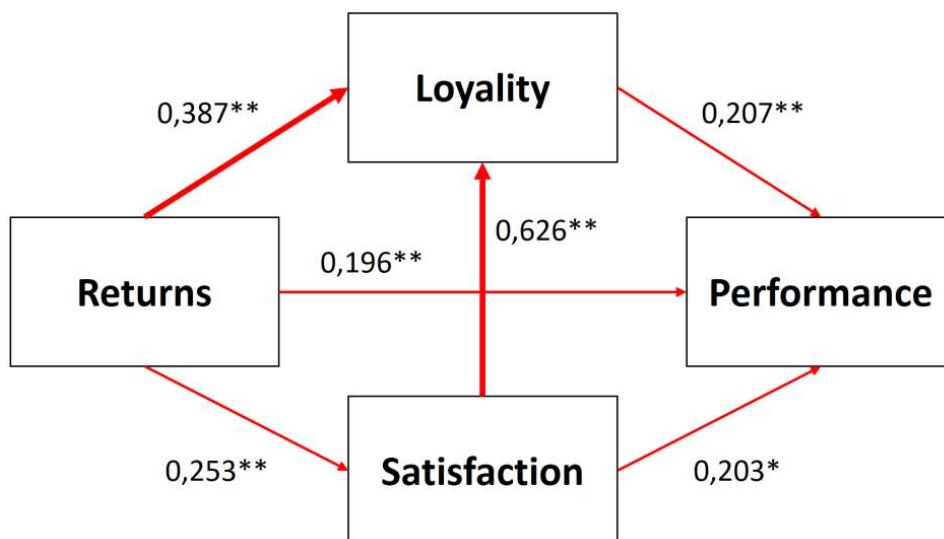 Loyality
0,387**
0,207**
0,626**
0,196**
Returns
Performance
Satisfaction
0,253**
0,203*